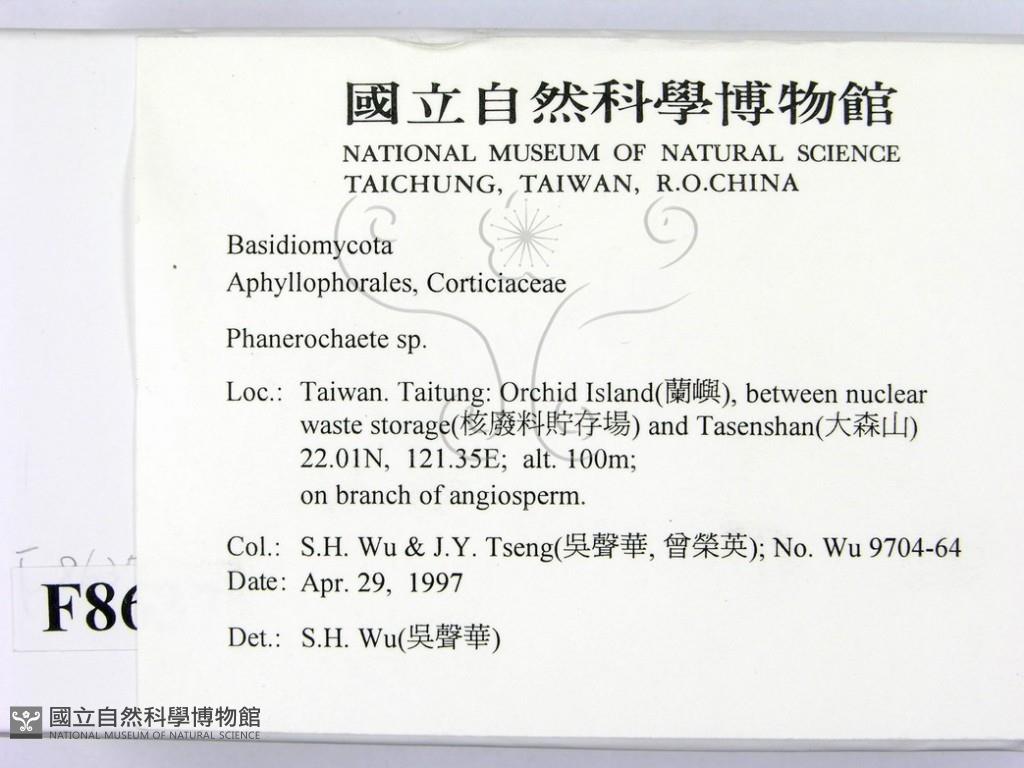 國立自然科學博物館
NATIONAL MUSEUM OF NATURAL SCIENCE
TAICHUNG, TAIWAN, R.O.CHINA
Basidiomycota
Aphyllophorales, Corticiaceae
Phanerochaete sp.
Loc.: Taiwan. Taitung: Orchid Island(蘭嶼), between nuclear
waste storage(核廢料貯存場) and Tasenshan(大森山)
22.01N, 121.35E; alt. 100m;
on branch of angiosperm.
Col.: S.H. Wu & J.Y. Tseng(吳聲華, 曾榮英); No. Wu 9704-64
Date: Apr. 29, 1997
Det.: S.H. Wu(吳聲華)
F86
國立自然科學博物館
NATIONAL MUSEUM OF NATURAL SCIENCE